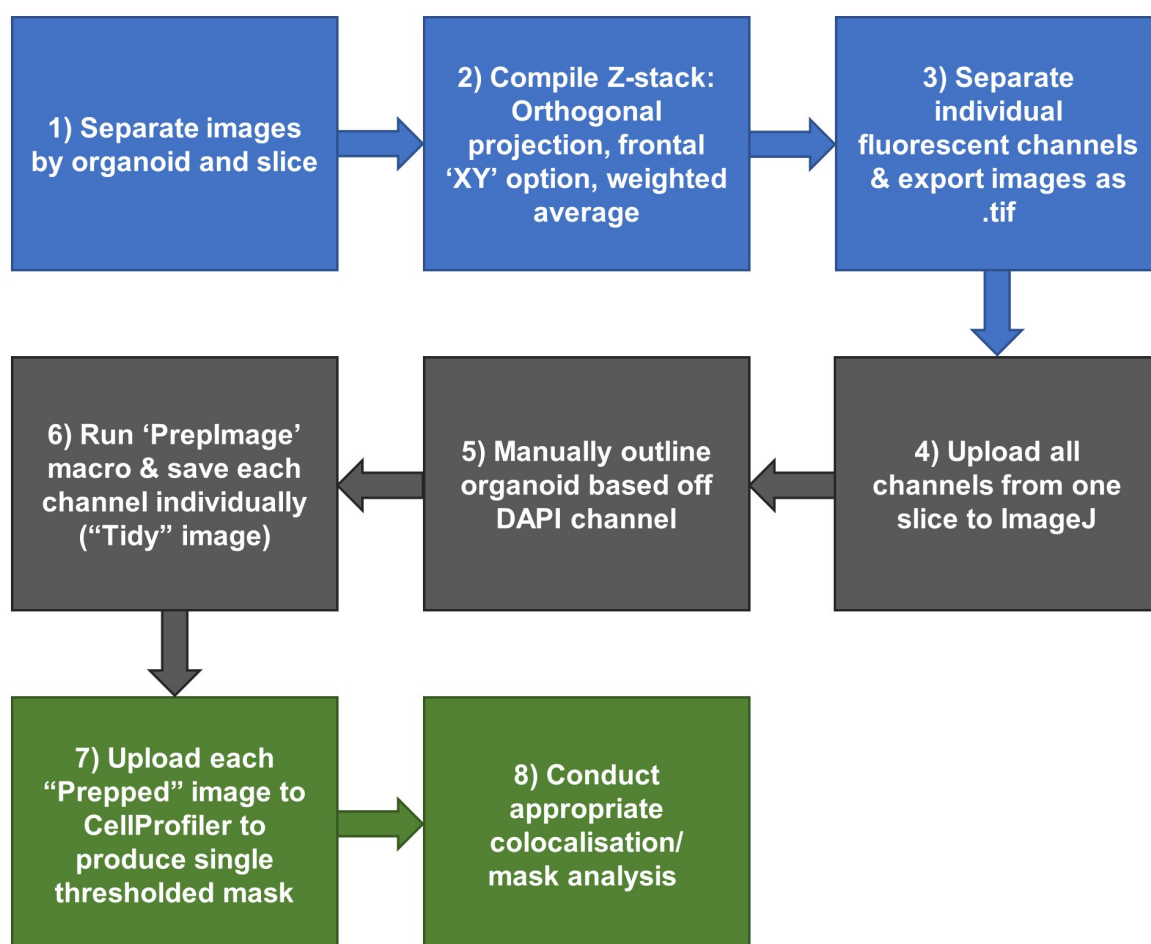 1) Separate images
by organoid and slice
2) Compile Z-stack:
Orthogonal
projection, frontal
‘XY’ option, weighted
average
3) Separate
individual
fluorescent channels
& export images as
.tif
4) Upload all
channels from one
slice to ImageJ
5) Manually outline
organoid based off
DAPI channel
6) Run ‘PrepImage’
macro & save each
channel individually
(“Tidy” image)
7) Upload each
“Prepped” image to
CellProfiler to
produce single
thresholded mask
8) Conduct
appropriate
colocalisation/
mask analysis